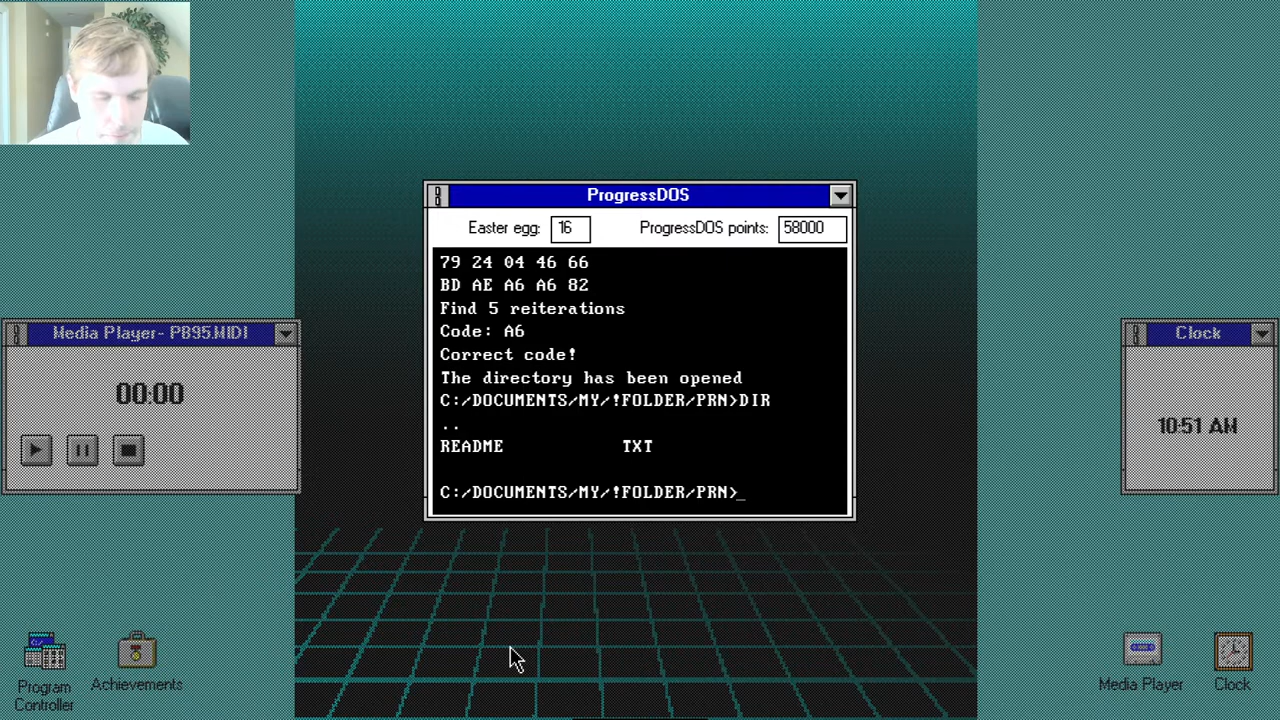 ProgressDOS
Easter egg: 16 ProgressDOS points: 58000
79 24 04 46 66
BD AE A6 A6 82
Find 5 reiterations
Code: A6
Correct code!
The directory has been opened
C:/DOCUMENTS/MY/!FOLDER/PRN>DIR
..
README TXT
C:/DOCUMENTS/MY/!FOLDER/PRN>_
Media Player- PB95.MIDI
00:00
Clock
10:51 AM
Program
Controller
Achievements
Media Player
Clock